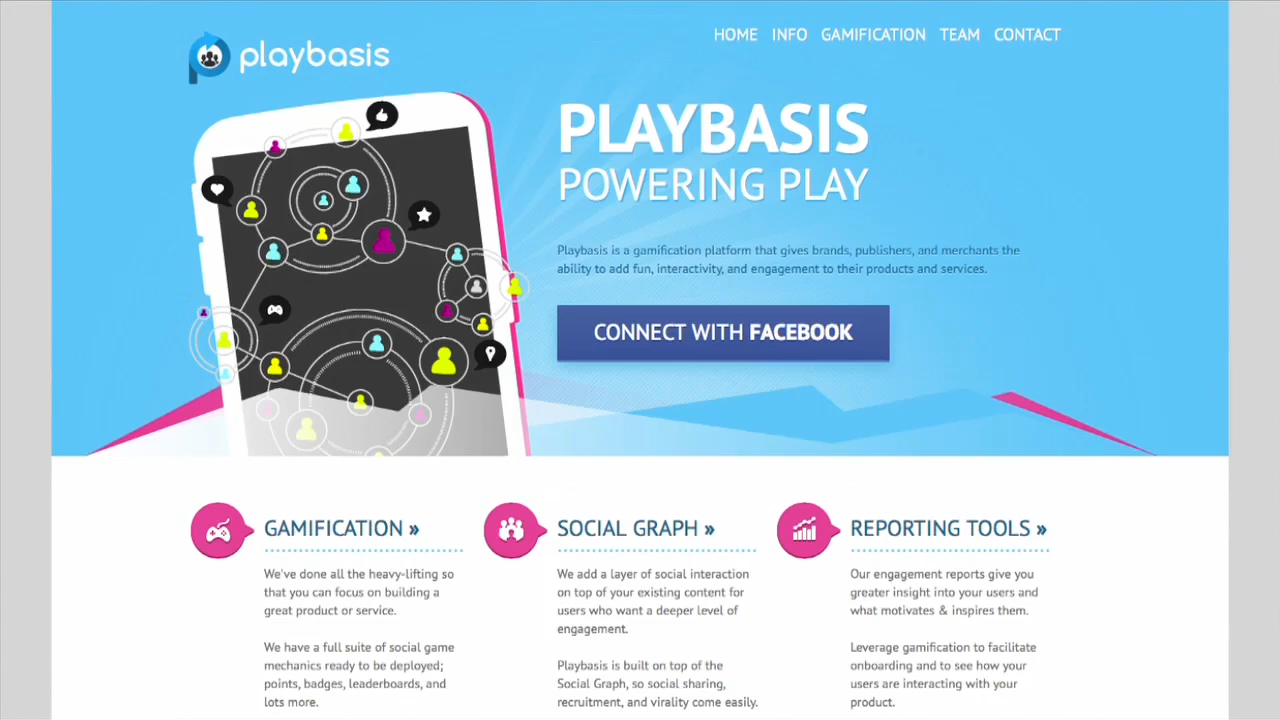 playbasis
HOME INFO GAMIFICATION TEAM CONTACT
PLAYBASIS
POWERING PLAY
Playbasis is a gamification platform that gives brands, publishers, and merchants the
ability to add fun, interactivity, and engagement to their products and services.
CONNECT WITH FACEBOOK
GAMIFICATION »
We've done all the heavy-lifting so
that you can focus on building a
great product or service.
We have a full suite of social game
mechanics ready to be deployed;
points, badges, leaderboards, and
lots more.
SOCIAL GRAPH »
We add a layer of social interaction
on top of your existing content for
users who want a deeper level of
engagement.
Playbasis is built on top of the
Social Graph, so social sharing,
recruitment, and virality come easily.
REPORTING TOOLS »
Our engagement reports give you
greater insight into your users and
what motivates & inspires them.
Leverage gamification to facilitate
onboarding and to see how your
users are interacting with your
product.